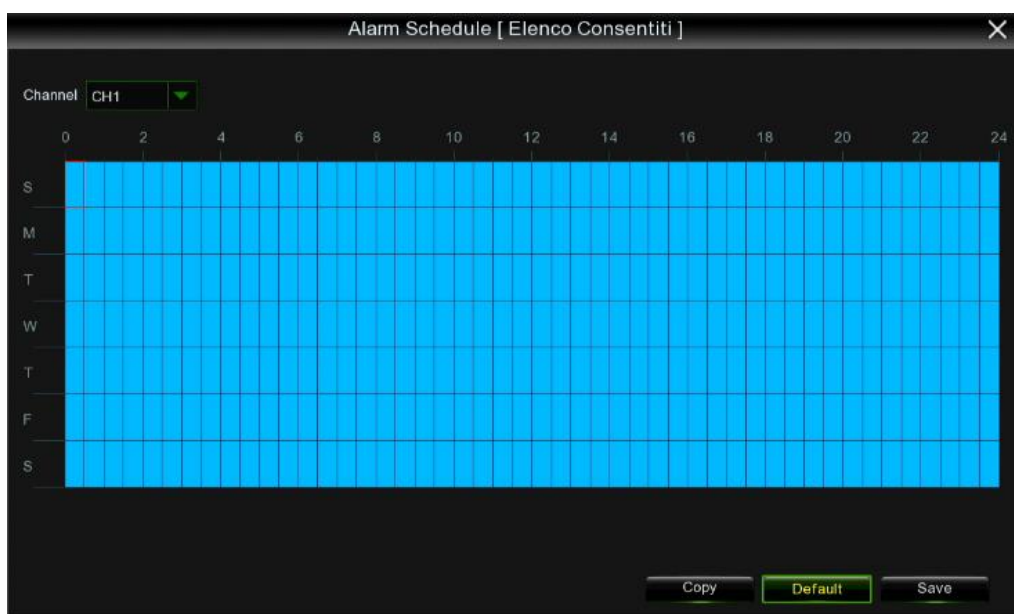 Alarm Schedule [ Elenco Consentiti ]
Channel CH1
0 2 4 6 8 10 12 14 16 18 20 22 24
S
M
T
W
T
F
S
Copy Default Save